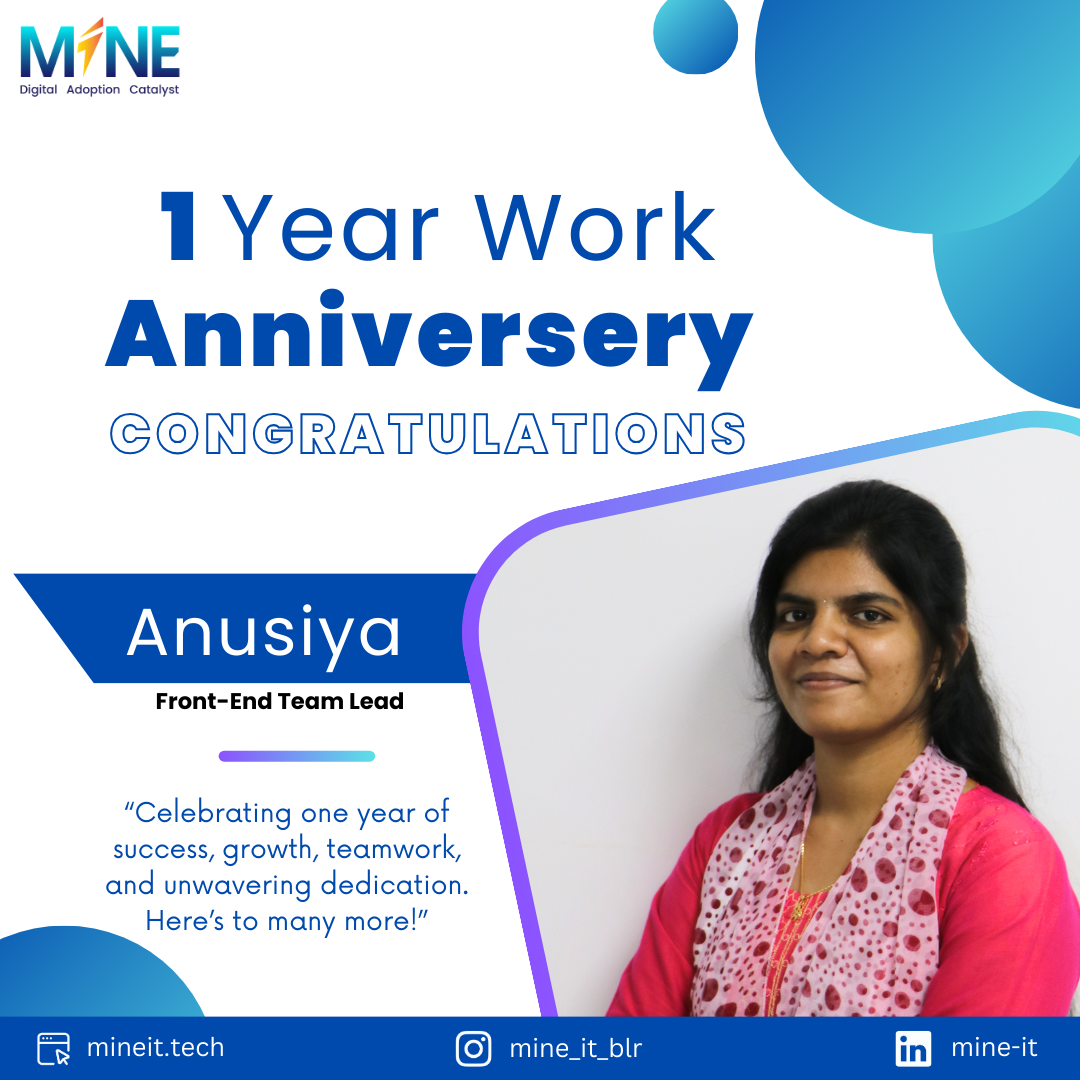 MINE
Digital Adoption Catalyst
1 Year Work
Anniversery
CONGRATULATIONS
Anusiya
Front-End Team Lead
“Celebrating one year of
success, growth, teamwork,
and unwavering dedication.
Here’s to many more!”
mineit.tech
mine_it_blr
in mine-it